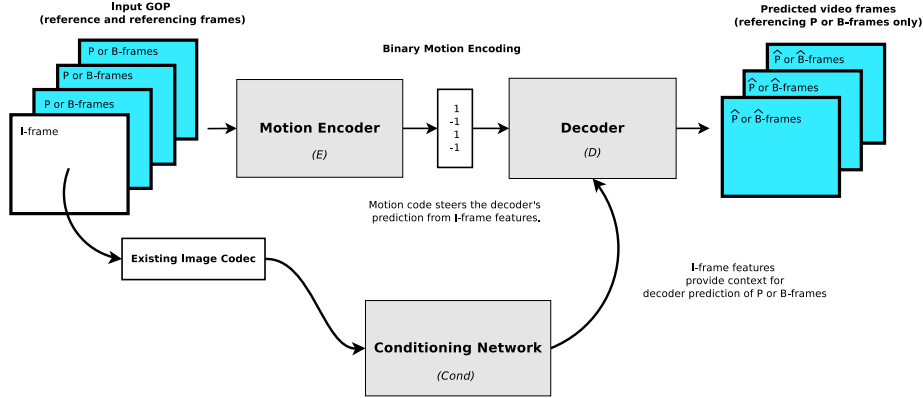 Input GOP
(reference and referencing frames)
P or B-frames
P or B-frames
P or B-frames
I-frame
Motion Encoder
(E)
Binary Motion Encoding
1
-1
1
-1
Decoder
(D)
Predicted video frames
(referencing P or B-frames only)
P̂ or B̂-frames
P̂ or B̂-frames
P̂ or B̂-frames
Motion code steers the decoder's
prediction from I-frame features.
Existing Image Codec
Conditioning Network
(Cond)
I-frame features
provide context for
decoder prediction of P or B-frames